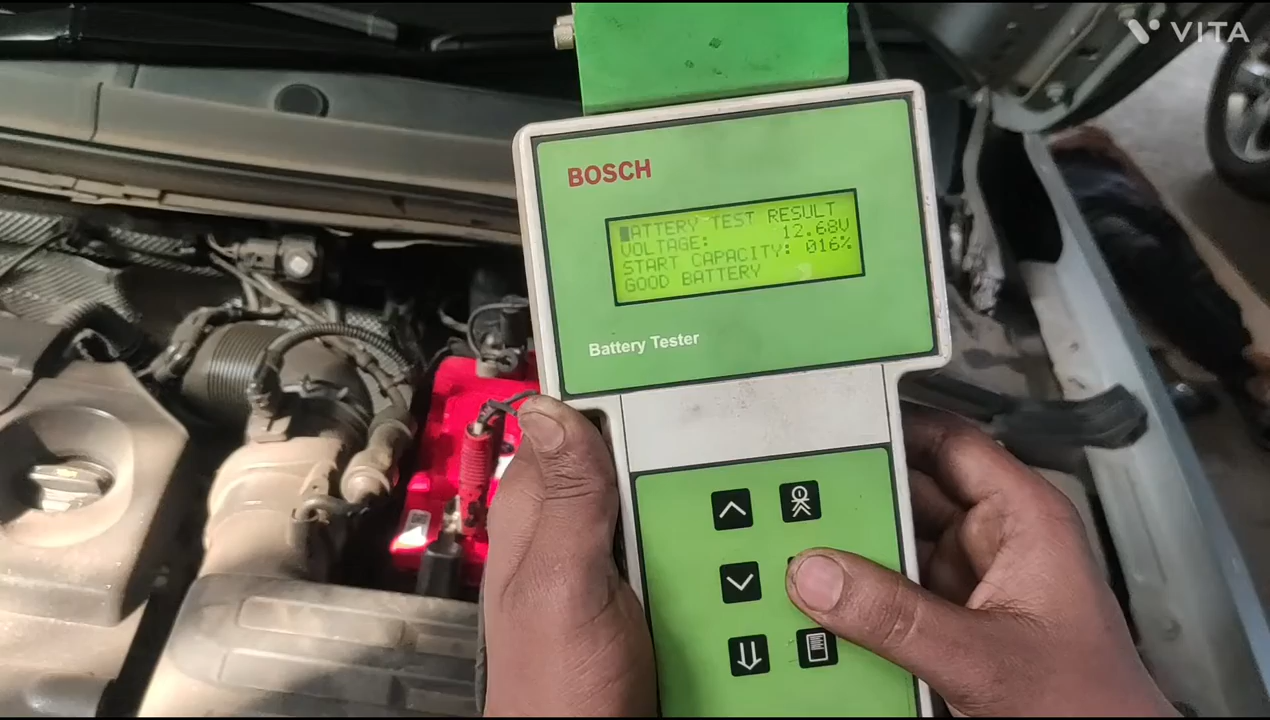 VITA
BOSCH
BATTERY TEST RESULT
VOLTAGE: 12.68V
START CAPACITY: 016%
GOOD BATTERY
Battery Tester